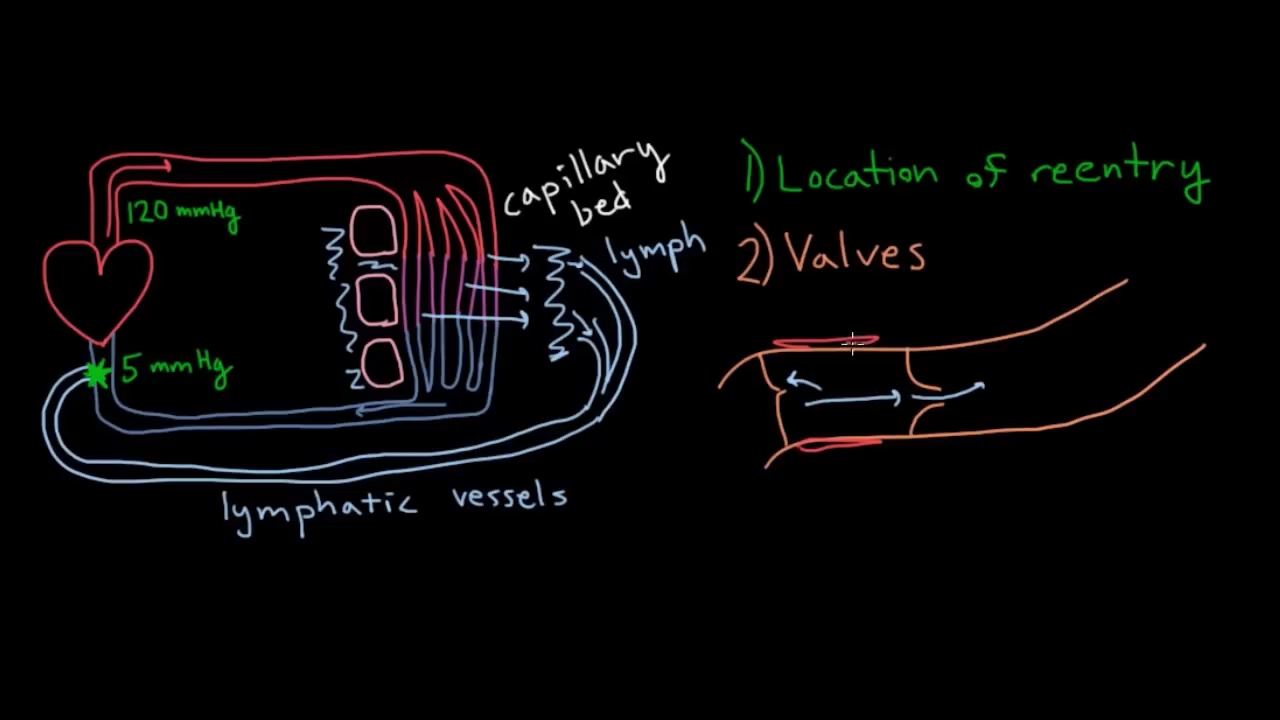 120 mmHg
5 mmHg
capillary
bed
lymph
lymphatic vessels
1) Location of reentry
2) Valves